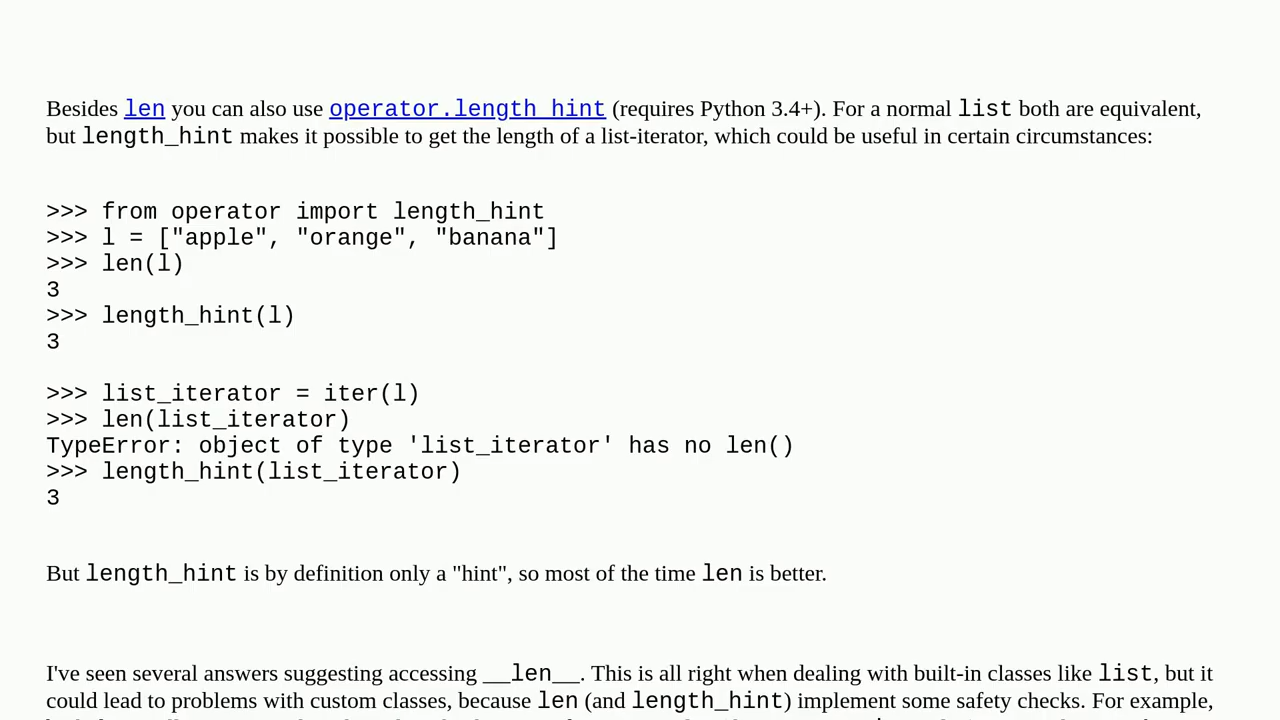 Besides len you can also use operator.length_hint (requires Python 3.4+). For a normal list both are equivalent,
but length_hint makes it possible to get the length of a list-iterator, which could be useful in certain circumstances:
>>> from operator import length_hint
>>> l = ["apple", "orange", "banana"]
>>> len(l)
3
>>> length_hint(l)
3
>>> list_iterator = iter(l)
>>> len(list_iterator)
TypeError: object of type 'list_iterator' has no len()
>>> length_hint(list_iterator)
3
But length_hint is by definition only a "hint", so most of the time len is better.
I've seen several answers suggesting accessing __len__. This is all right when dealing with built-in classes like list, but it
could lead to problems with custom classes, because len (and length_hint) implement some safety checks. For example,